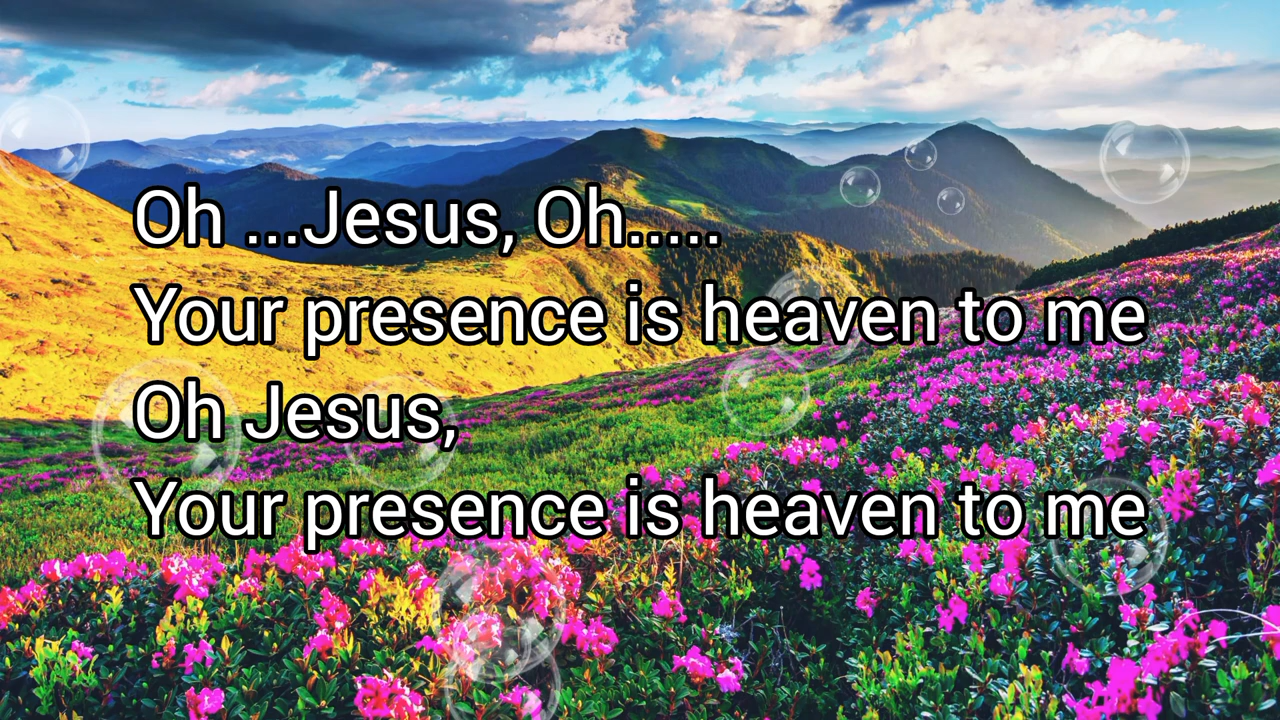 Oh ...Jesus, Oh.....
Your presence is heaven to me
Oh Jesus,
Your presence is heaven to me